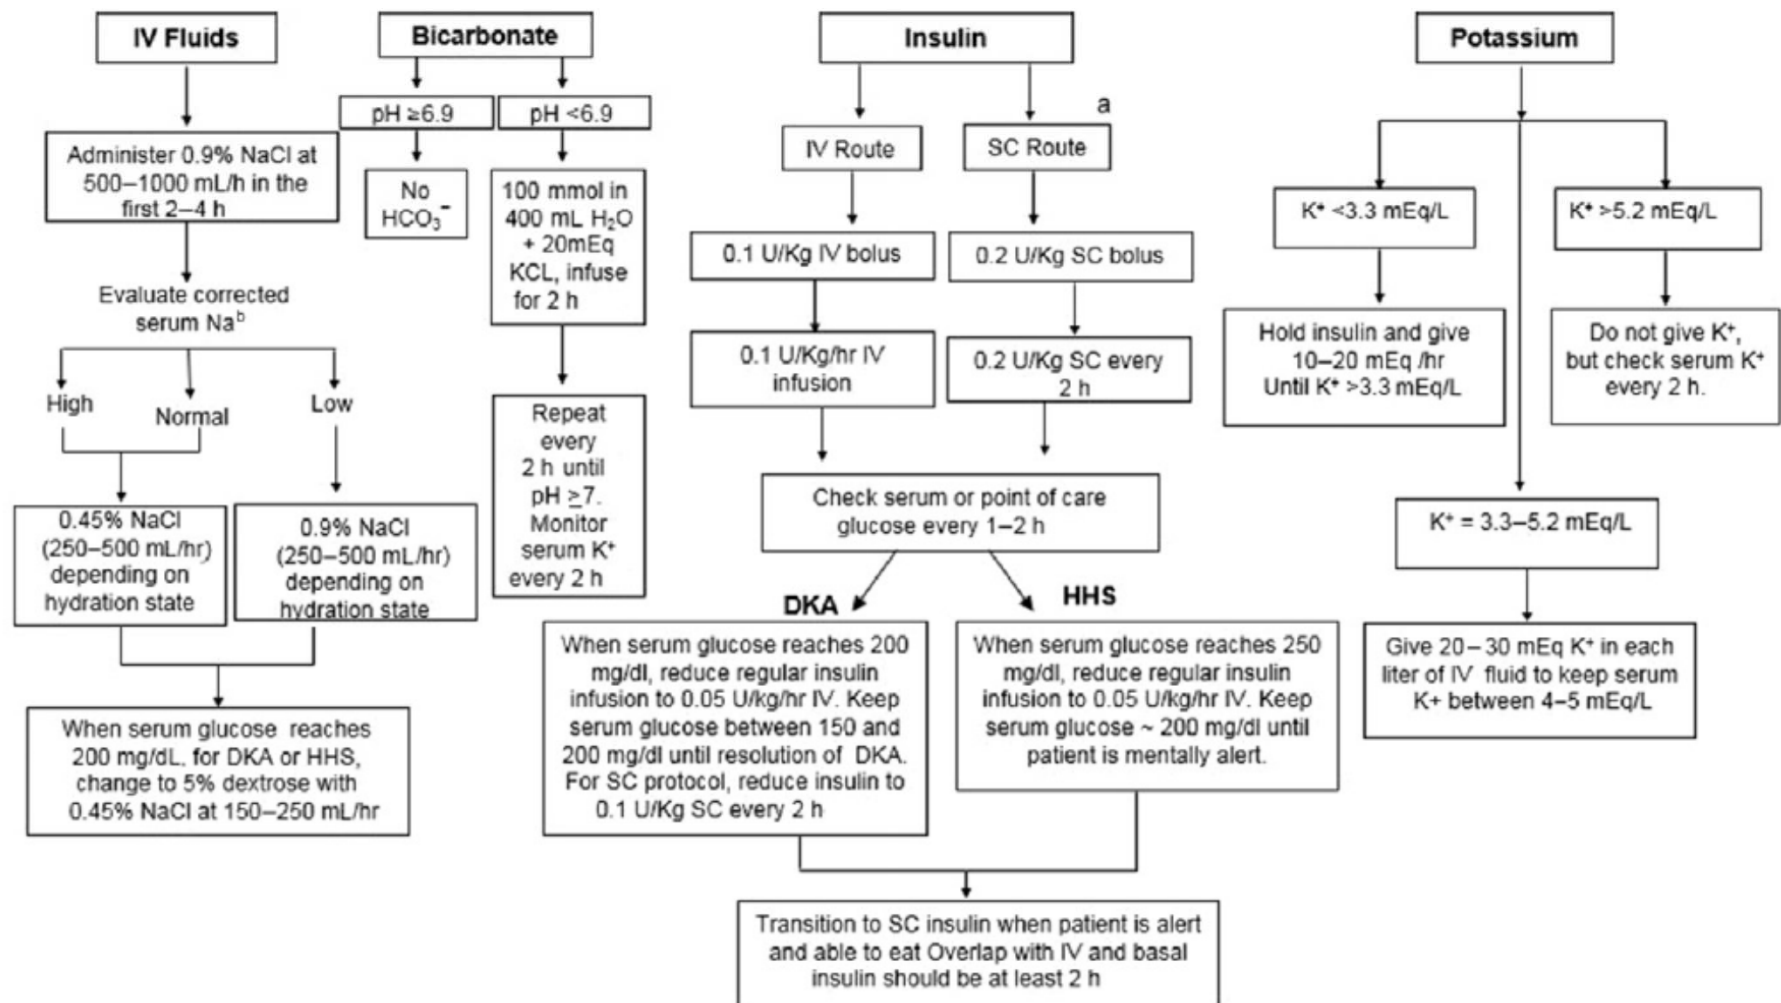 IV Fluids
Administer 0.9% NaCl at
500–1000 mL/h in the
first 2–4 h
Evaluate corrected
serum Naᵇ
High
Normal
Low
0.45% NaCl
(250–500 mL/hr)
depending on
hydration state
0.9% NaCl
(250–500 mL/hr)
depending on
hydration state
When serum glucose reaches
200 mg/dL, for DKA or HHS,
change to 5% dextrose with
0.45% NaCl at 150–250 mL/hr
Bicarbonate
pH ≥6.9
No
HCO₃⁻
pH <6.9
100 mmol in
400 mL H₂O
+ 20mEq
KCL, infuse
for 2 h
Repeat
every
2 h until
pH ≥7.
Monitor
serum K⁺
every 2 h
Insulin
IV Route
0.1 U/Kg IV bolus
0.1 U/Kg/hr IV
infusion
a
SC Route
0.2 U/Kg SC bolus
0.2 U/Kg SC every
2 h
Check serum or point of care
glucose every 1–2 h
DKA
When serum glucose reaches 200
mg/dl, reduce regular insulin
infusion to 0.05 U/kg/hr IV. Keep
serum glucose between 150 and
200 mg/dl until resolution of DKA.
For SC protocol, reduce insulin to
0.1 U/Kg SC every 2 h
HHS
When serum glucose reaches 250
mg/dl, reduce regular insulin
infusion to 0.05 U/kg/hr IV. Keep
serum glucose ~ 200 mg/dl until
patient is mentally alert.
Transition to SC insulin when patient is alert
and able to eat Overlap with IV and basal
insulin should be at least 2 h
Potassium
K⁺ <3.3 mEq/L
Hold insulin and give
10–20 mEq /hr
Until K⁺ >3.3 mEq/L
K⁺ >5.2 mEq/L
Do not give K⁺,
but check serum K⁺
every 2 h.
K⁺ = 3.3–5.2 mEq/L
Give 20–30 mEq K⁺ in each
liter of IV fluid to keep serum
K+ between 4–5 mEq/L